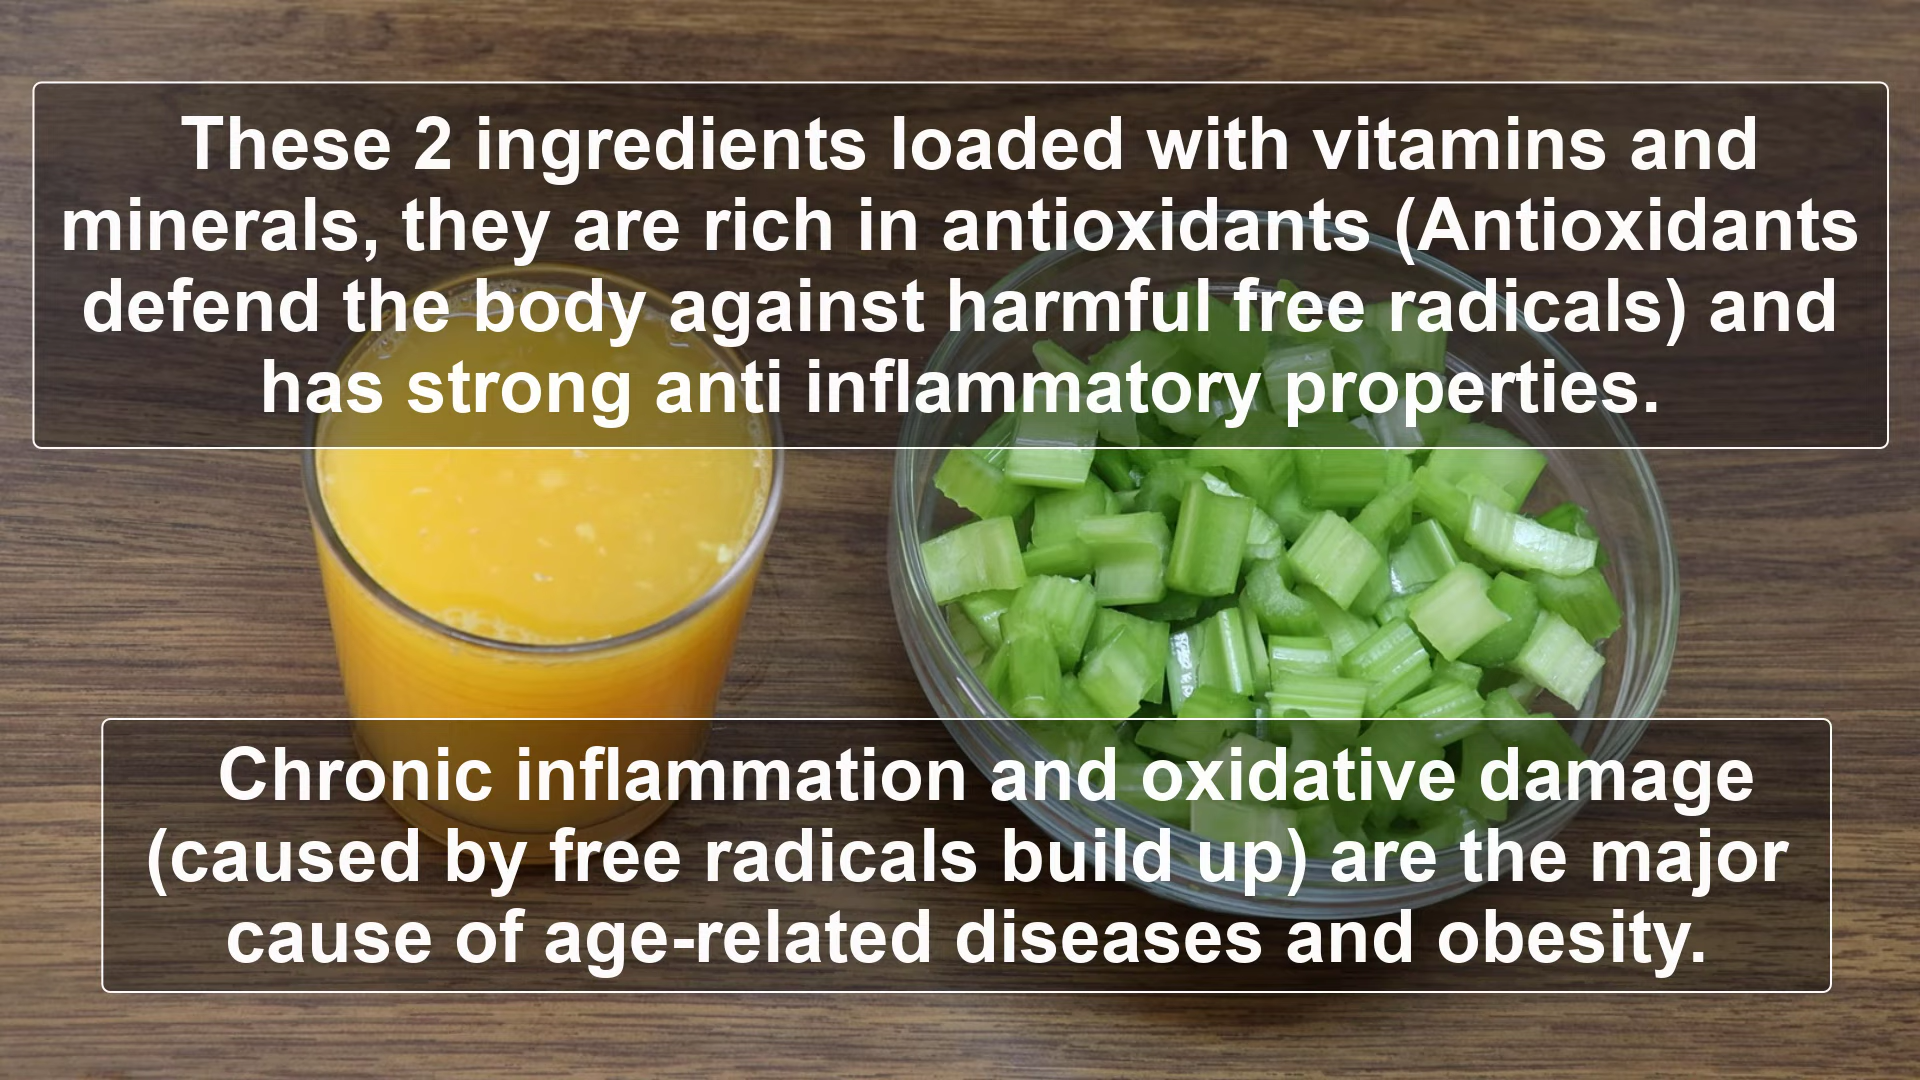 These 2 ingredients loaded with vitamins and
minerals, they are rich in antioxidants (Antioxidants
defend the body against harmful free radicals) and
has strong anti inflammatory properties.
Chronic inflammation and oxidative damage
(caused by free radicals build up) are the major
cause of age-related diseases and obesity.